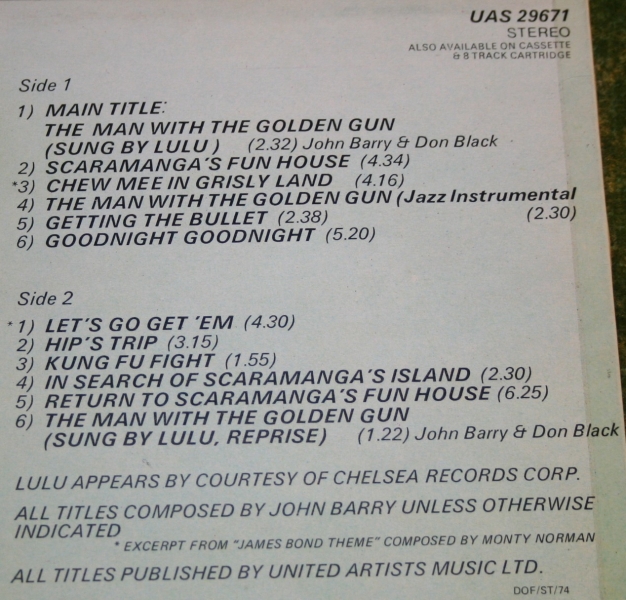 UAS 29671
STEREO
ALSO AVAILABLE ON CASSETTE
& 8 TRACK CARTRIDGE
Side 1
1) MAIN TITLE:
THE MAN WITH THE GOLDEN GUN
(SUNG BY LULU ) (2.32) John Barry & Don Black
2) SCARAMANGA'S FUN HOUSE (4.34)
*3) CHEW MEE IN GRISLY LAND (4.16)
4) THE MAN WITH THE GOLDEN GUN (Jazz Instrumental
(2.30)
5) GETTING THE BULLET (2.38)
6) GOODNIGHT GOODNIGHT (5.20)
Side 2
*1) LET'S GO GET 'EM (4.30)
2) HIP'S TRIP (3.15)
3) KUNG FU FIGHT (1.55)
4) IN SEARCH OF SCARAMANGA'S ISLAND (2.30)
5) RETURN TO SCARAMANGA'S FUN HOUSE (6.25)
6) THE MAN WITH THE GOLDEN GUN
(SUNG BY LULU, REPRISE) (1.22) John Barry & Don Black
LULU APPEARS BY COURTESY OF CHELSEA RECORDS CORP.
ALL TITLES COMPOSED BY JOHN BARRY UNLESS OTHERWISE
INDICATED
* EXCERPT FROM "JAMES BOND THEME" COMPOSED BY MONTY NORMAN
ALL TITLES PUBLISHED BY UNITED ARTISTS MUSIC LTD.
DOF/ST/74